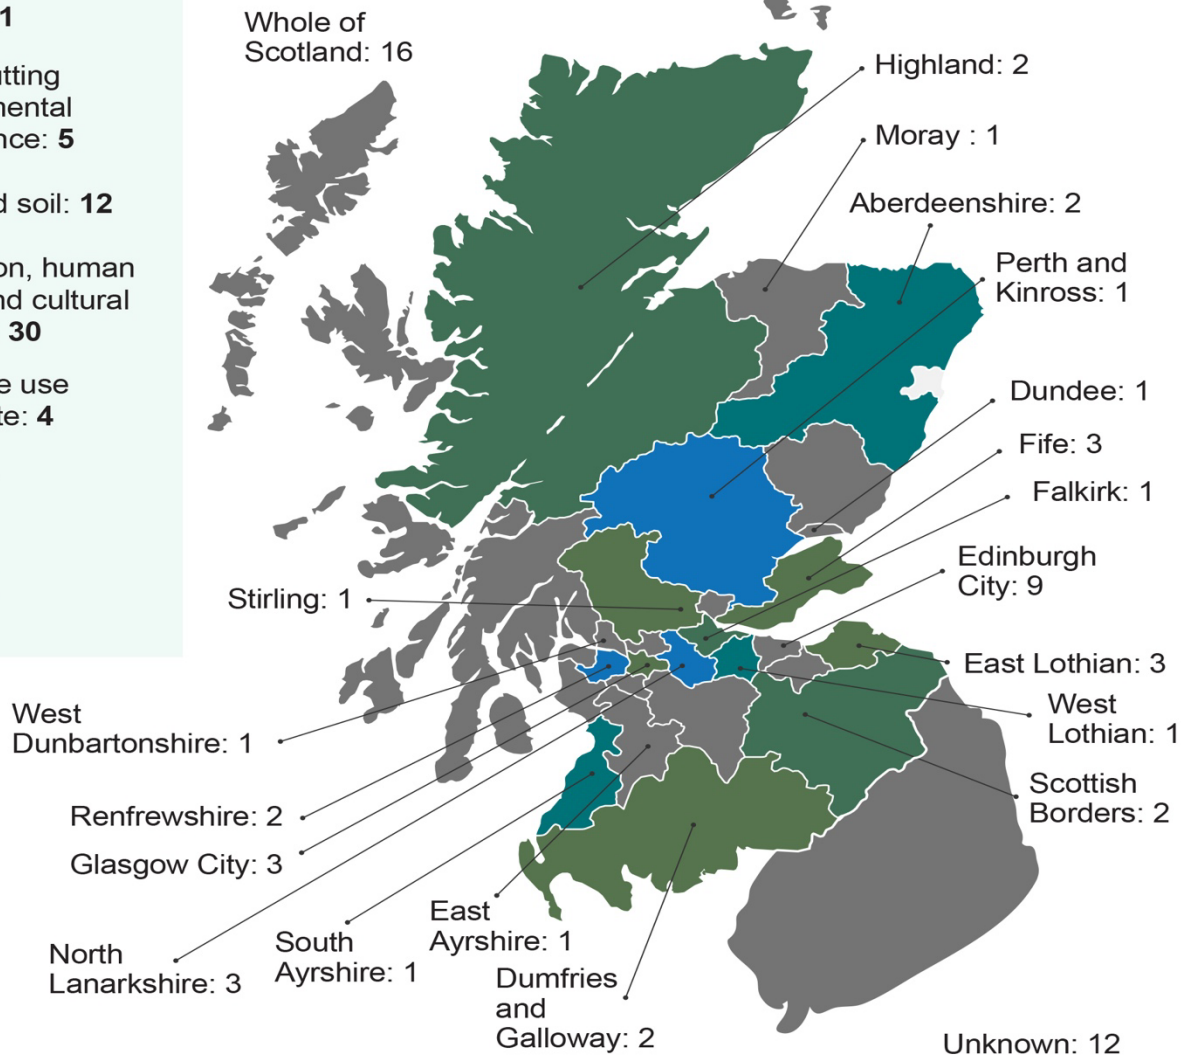 1
Whole of
Scotland: 16
5
d soil: 12
on, human
nd cultural
30
e use
te: 4
Highland: 2
Moray : 1
Aberdeenshire: 2
Perth and
Kinross: 1
Dundee: 1
Fife: 3
Falkirk: 1
Edinburgh
City: 9
Stirling: 1
East Lothian: 3
West
Lothian: 1
West
Dunbartonshire: 1
Scottish
Borders: 2
Renfrewshire: 2
Glasgow City: 3
East
Ayrshire: 1
South
Ayrshire: 1
North
Lanarkshire: 3
Dumfries
and
Galloway: 2
Unknown: 12